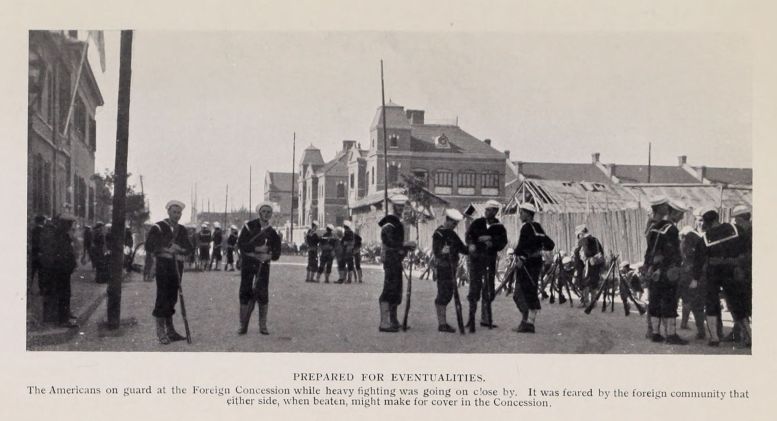 PREPARED FOR EVENTUALITIES.
The Americans on guard at the Foreign Concession while heavy fighting was going on close by. It was feared by the foreign community that
either side, when beaten, might make for cover in the Concession.